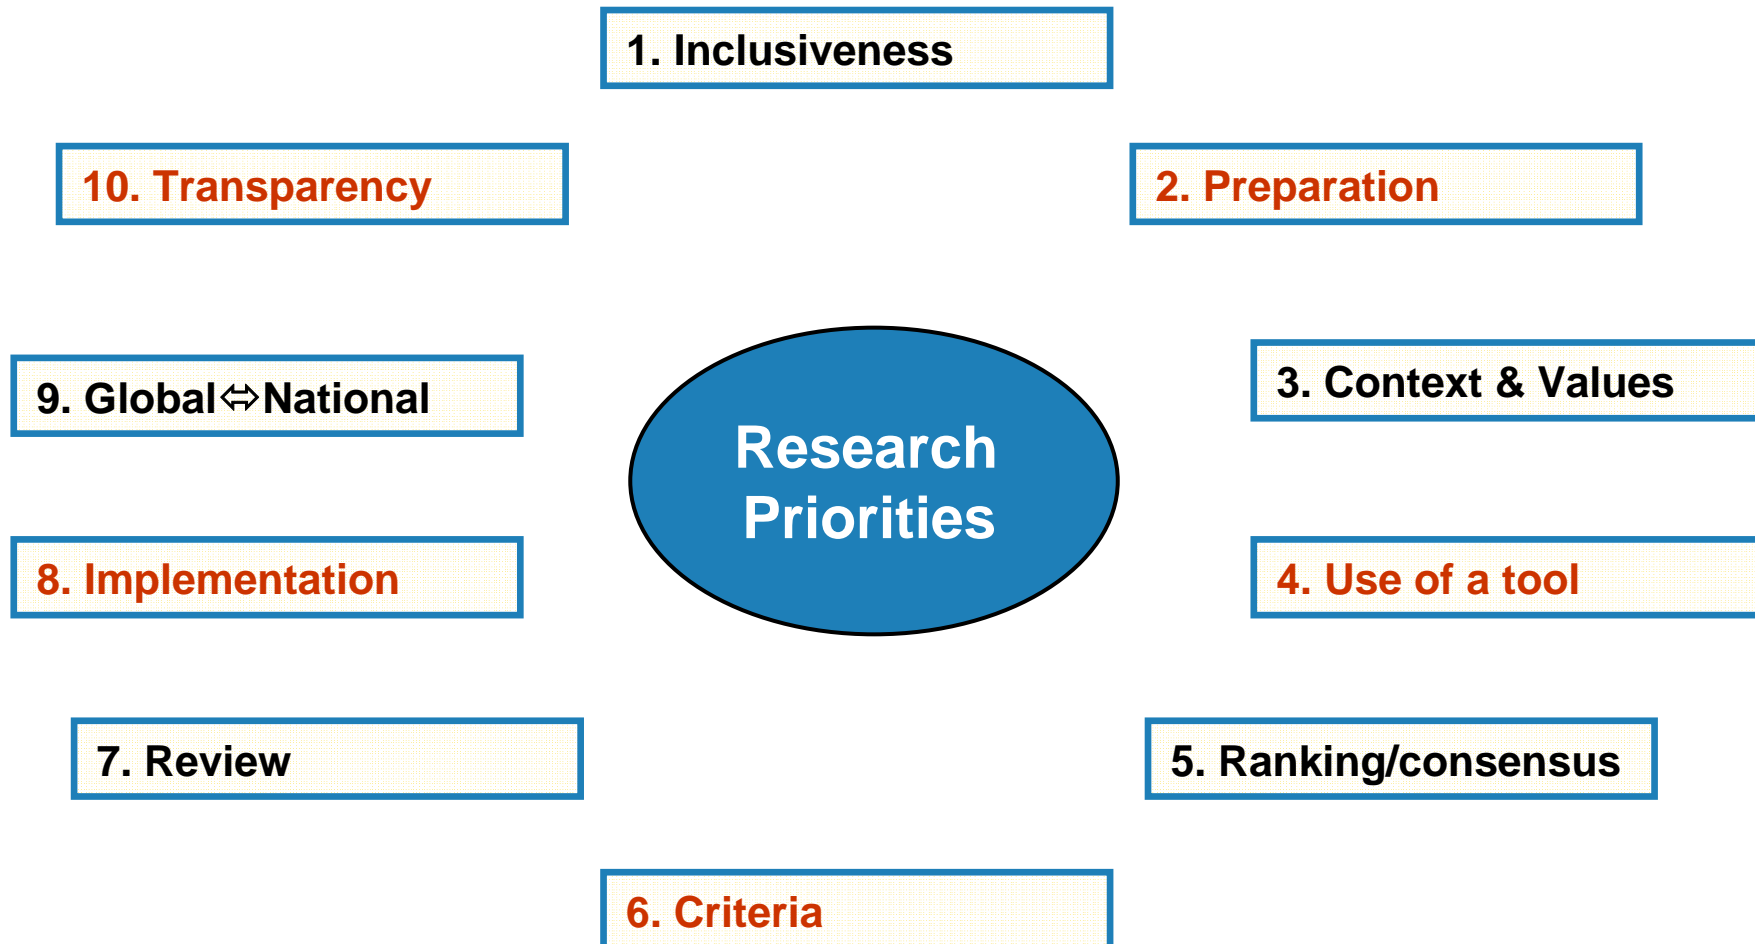 1. Inclusiveness
10. Transparency
2. Preparation
9. Global⇔National
3. Context & Values
Research
Priorities
8. Implementation
4. Use of a tool
7. Review
5. Ranking/consensus
6. Criteria